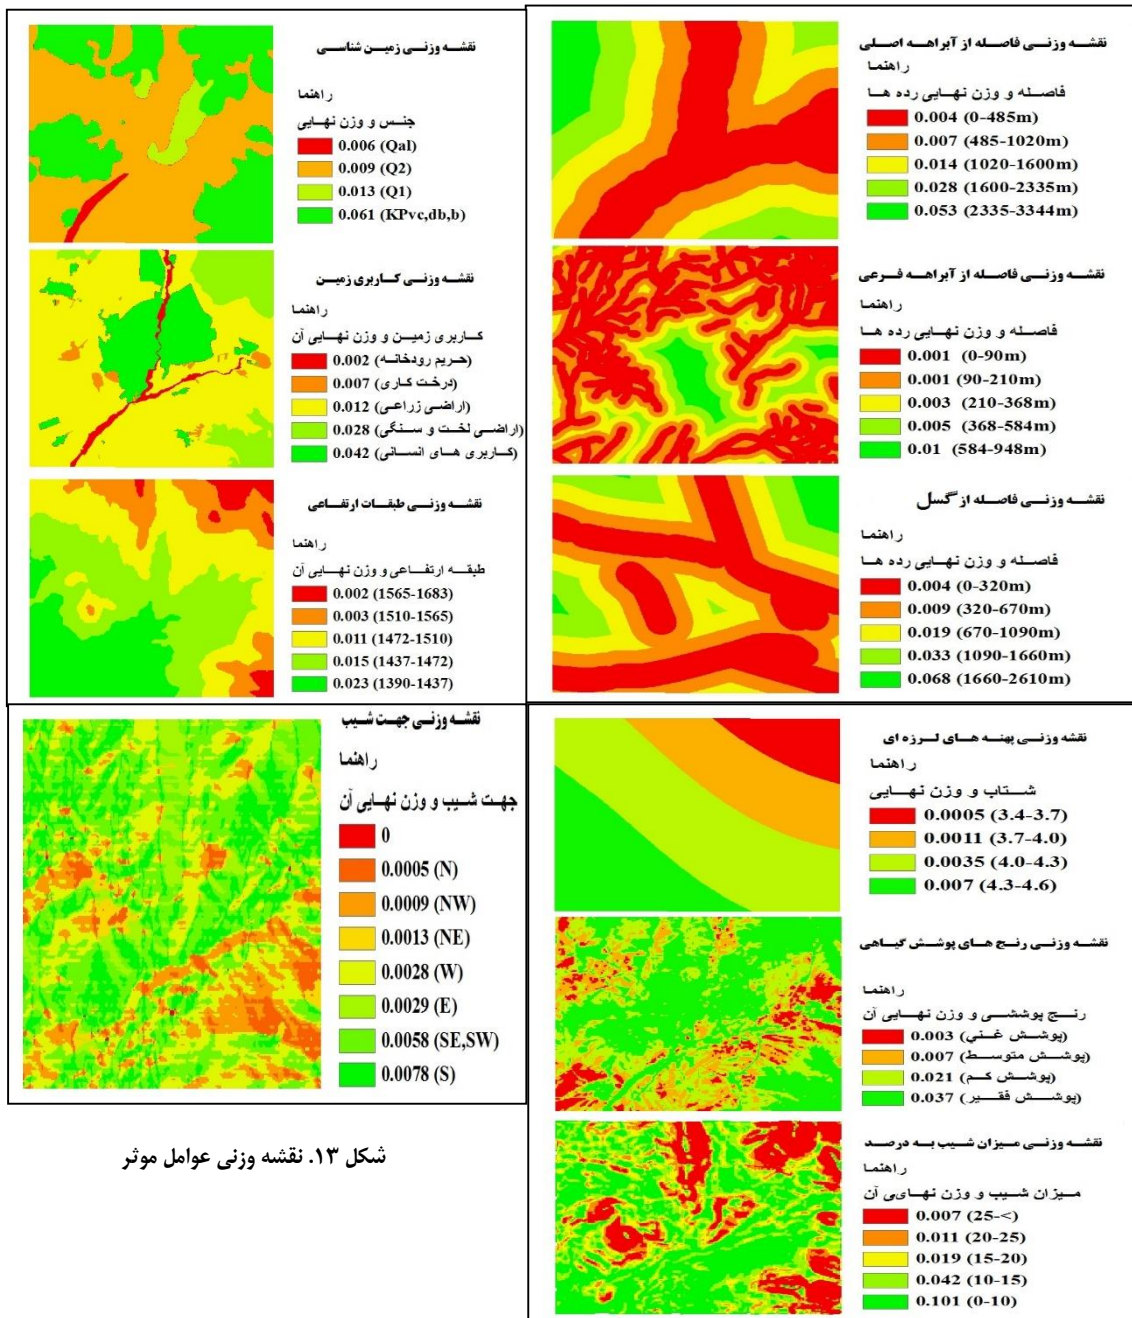 نقشه وزنی زمین شناسی
راهنما
جنس و وزن نهایی
0.006 (Qal)
0.009 (Q2)
0.013 (Q1)
0.061 (KPvc,db,b)
نقشه وزنی کاربری زمین
راهنما
کاربری زمین و وزن نهایی آن
0.002 (حریم رودخانه)
0.007 (درخت کاری)
0.012 (اراضی زراعی)
0.028 (اراضی لخت و سنگی)
0.042 (کاربری های انسانی)
نقشه وزنی طبقات ارتفاعی
راهنما
طبقه ارتفاعی و وزن نهایی آن
0.002 (1565-1683)
0.003 (1510-1565)
0.011 (1472-1510)
0.015 (1437-1472)
0.023 (1390-1437)
نقشه وزنی جهت شیب
راهنما
جهت شیب و وزن نهایی آن
0
0.0005 (N)
0.0009 (NW)
0.0013 (NE)
0.0028 (W)
0.0029 (E)
0.0058 (SE,SW)
0.0078 (S)
نقشه وزنی فاصله از آبراهه اصلی
راهنما
فاصله و وزن نهایی رده ها
0.004 (0-485m)
0.007 (485-1020m)
0.014 (1020-1600m)
0.028 (1600-2335m)
0.053 (2335-3344m)
نقشه وزنی فاصله از آبراهه فرعی
راهنما
فاصله و وزن نهایی رده ها
0.001 (0-90m)
0.001 (90-210m)
0.003 (210-368m)
0.005 (368-584m)
0.01 (584-948m)
نقشه وزنی فاصله از گسل
راهنما
فاصله و وزن نهایی رده ها
0.004 (0-320m)
0.009 (320-670m)
0.019 (670-1090m)
0.033 (1090-1660m)
0.068 (1660-2610m)
نقشه وزنی پهنه های لرزه ای
راهنما
شتاب و وزن نهایی
0.0005 (3.4-3.7)
0.0011 (3.7-4.0)
0.0035 (4.0-4.3)
0.007 (4.3-4.6)
نقشه وزنی رنج های پوشش گیاهی
راهنما
رنج پوششی و وزن نهایی آن
0.003 (پوشش غنی)
0.007 (پوشش متوسط)
0.021 (پوشش کم)
0.037 (پوشش فقیر)
نقشه وزنی میزان شیب به درصد
راهنما
میزان شیب و وزن نهایی آن
0.007 (25-<)
0.011 (20-25)
0.019 (15-20)
0.042 (10-15)
0.101 (0-10)
شکل ۱۳. نقشه وزنی عوامل موثر